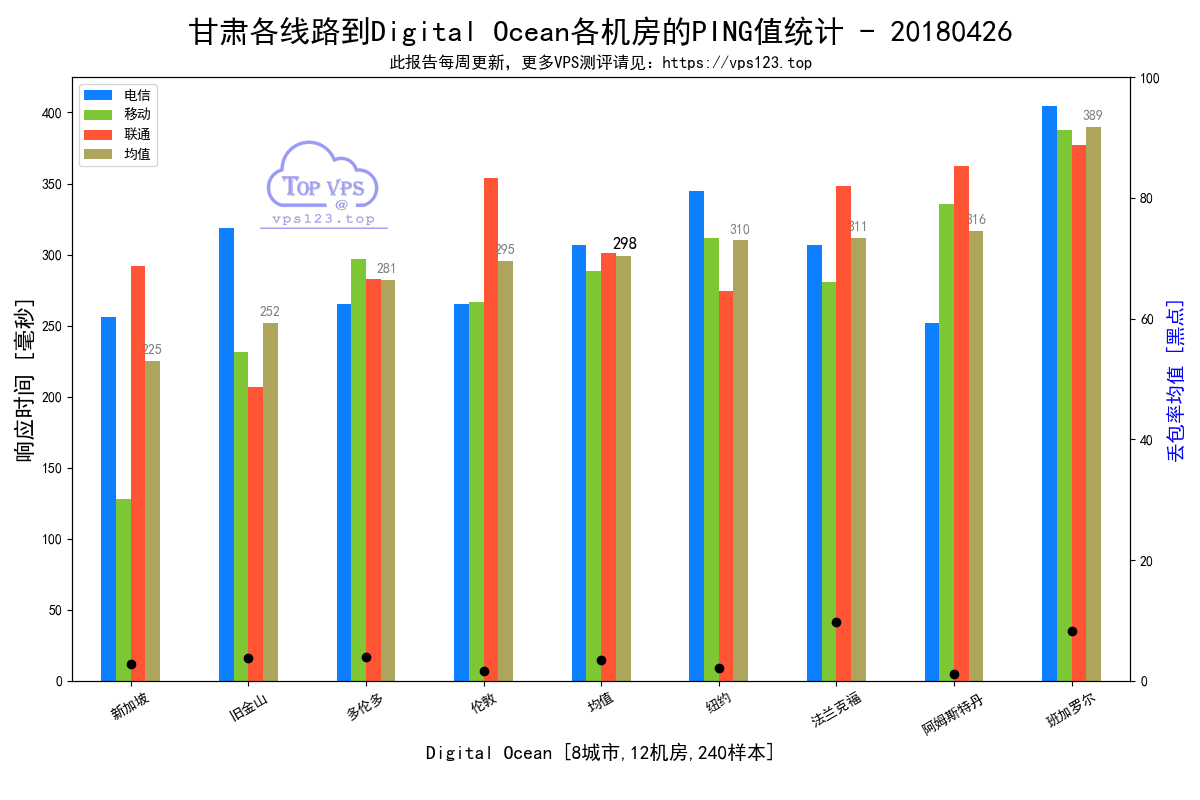 甘肃各线路到Digital Ocean各机房的PING值统计 - 20180426
此报告每周更新，更多VPS测评请见：https://vps123.top
电信
移动
联通
均值
TOP VPS
@
vps123.top
响应时间 [毫秒]
400
350
300
250
200
150
100
50
0
225
252
281
295
298
310
311
316
389
100
80
60
40
20
0
丢包率均值 [黑点]
新加坡
旧金山
多伦多
伦敦
均值
纽约
法兰克福
阿姆斯特丹
班加罗尔
Digital Ocean [8城市,12机房,240样本]